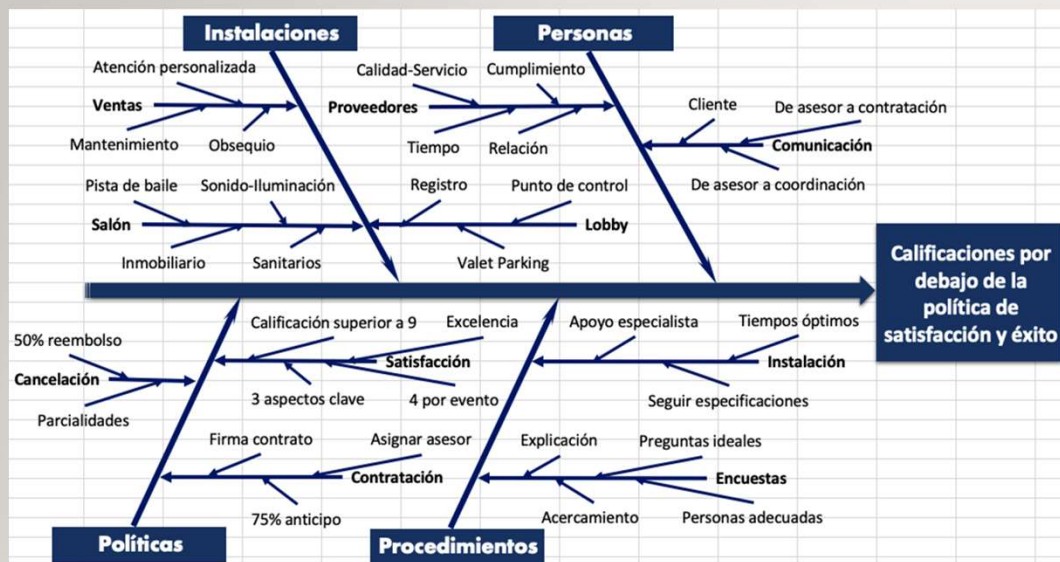 Instalaciones
Personas
Atención personalizada
Calidad-Servicio
Cumplimiento
Cliente
De asesor a contratación
Ventas
Proveedores
Mantenimiento
Obsequio
Tiempo
Relación
Comunicación
De asesor a coordinación
Pista de baile
Sonido-Iluminación
Registro
Punto de control
Salón
Lobby
Inmobiliario
Sanitarios
Valet Parking
Calificaciones por
debajo de la
política de
satisfacción y éxito
50% reembolso
Calificación superior a 9
Excelencia
Apoyo especialista
Tiempos óptimos
Cancelación
Satisfacción
Instalación
Parcialidades
3 aspectos clave
4 por evento
Seguir especificaciones
Firma contrato
Asignar asesor
Explicación
Preguntas ideales
Contratación
Encuestas
75% anticipo
Acercamiento
Personas adecuadas
Políticas
Procedimientos